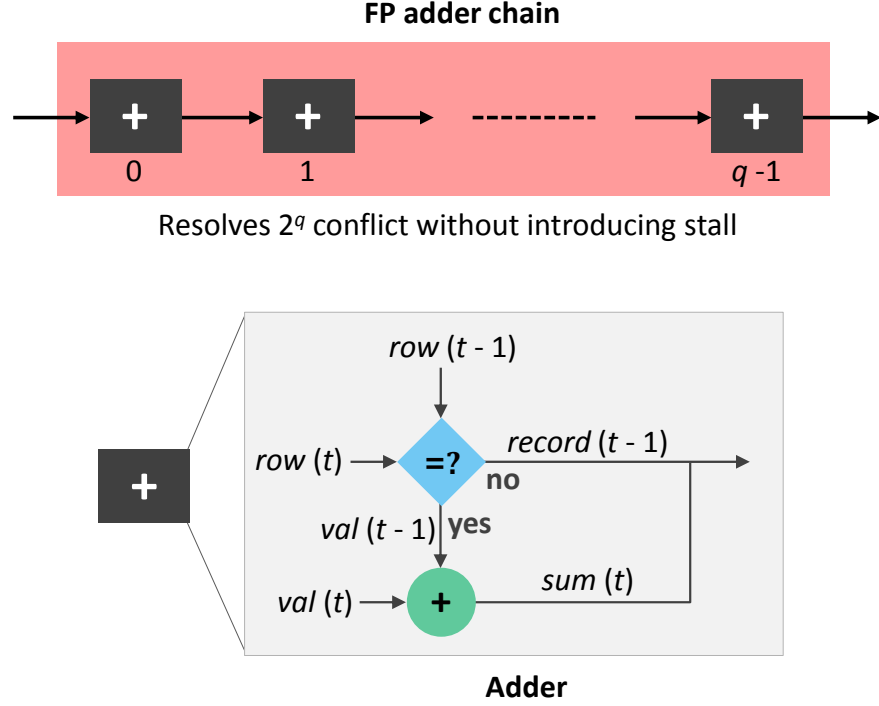 FP adder chain
+ + +
0 1 q -1
Resolves 2^q conflict without introducing stall
row (t - 1)
row (t) =? record (t - 1)
no
val (t - 1) yes
+
val (t) + sum (t)
Adder